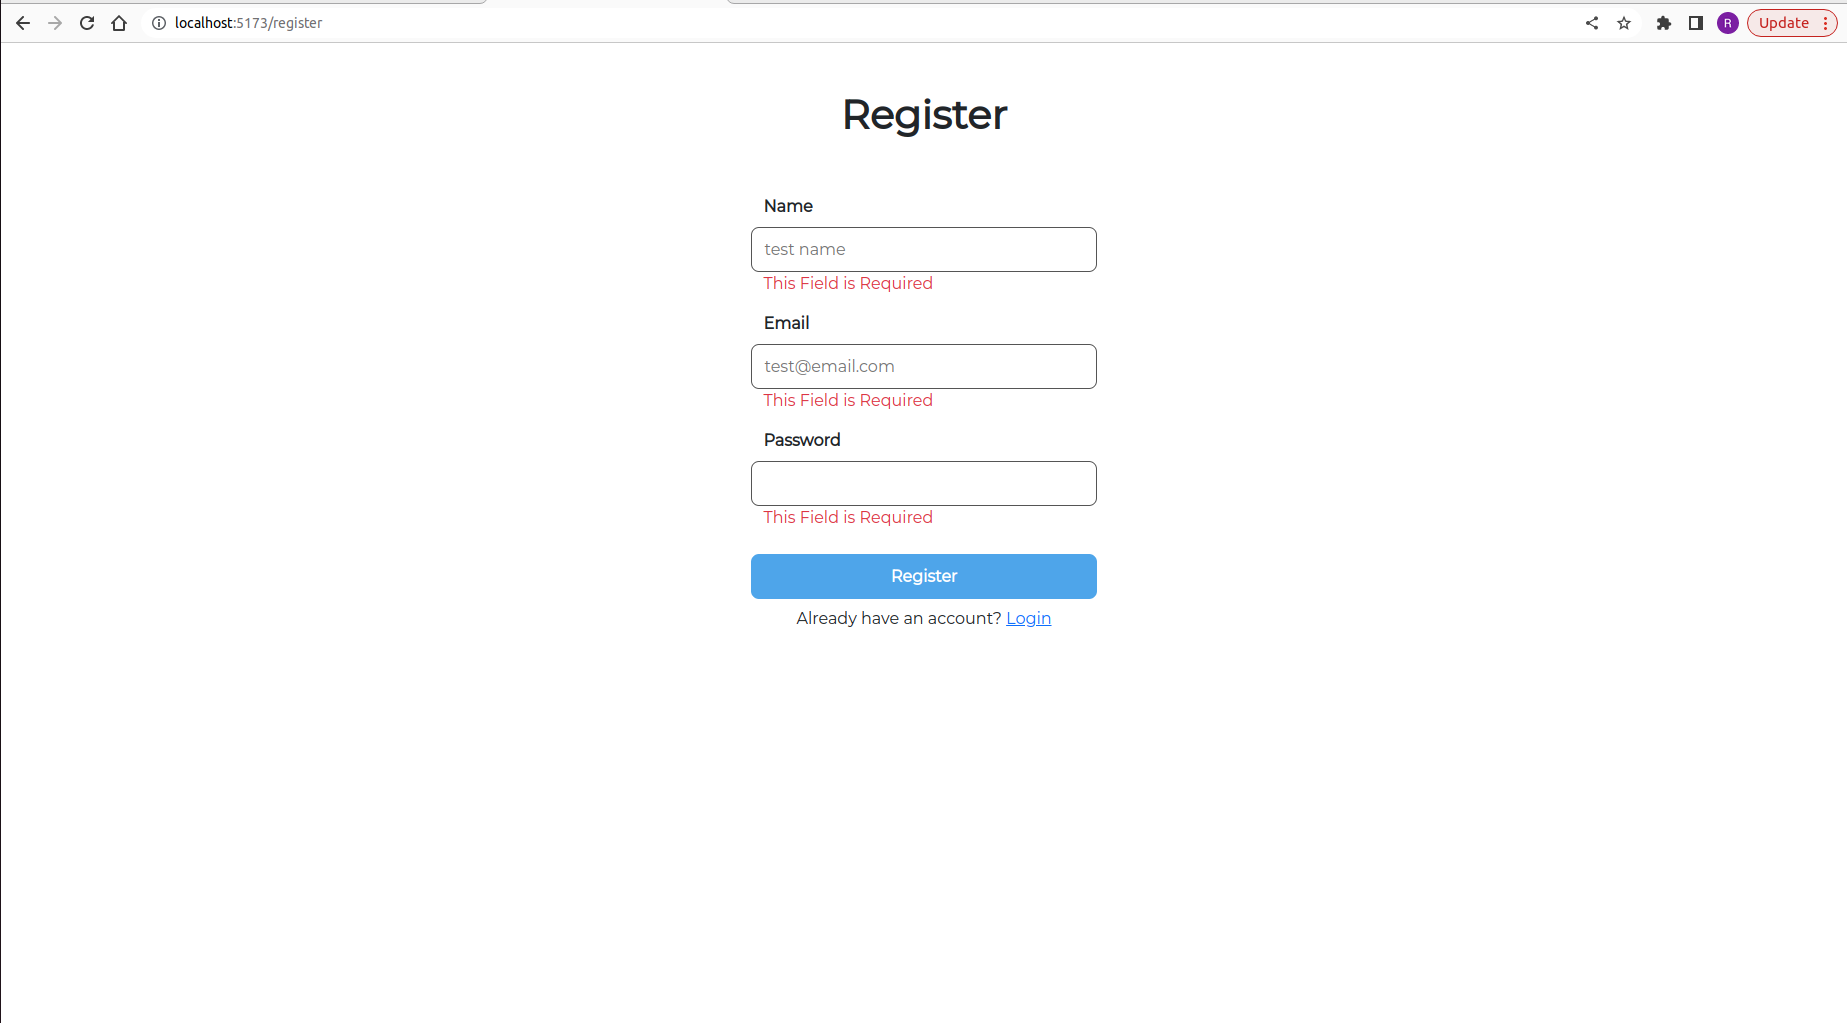 localhost:5173/register
R
Update
Register
Name
test name
This Field is Required
Email
test@email.com
This Field is Required
Password
This Field is Required
Register
Already have an account? Login